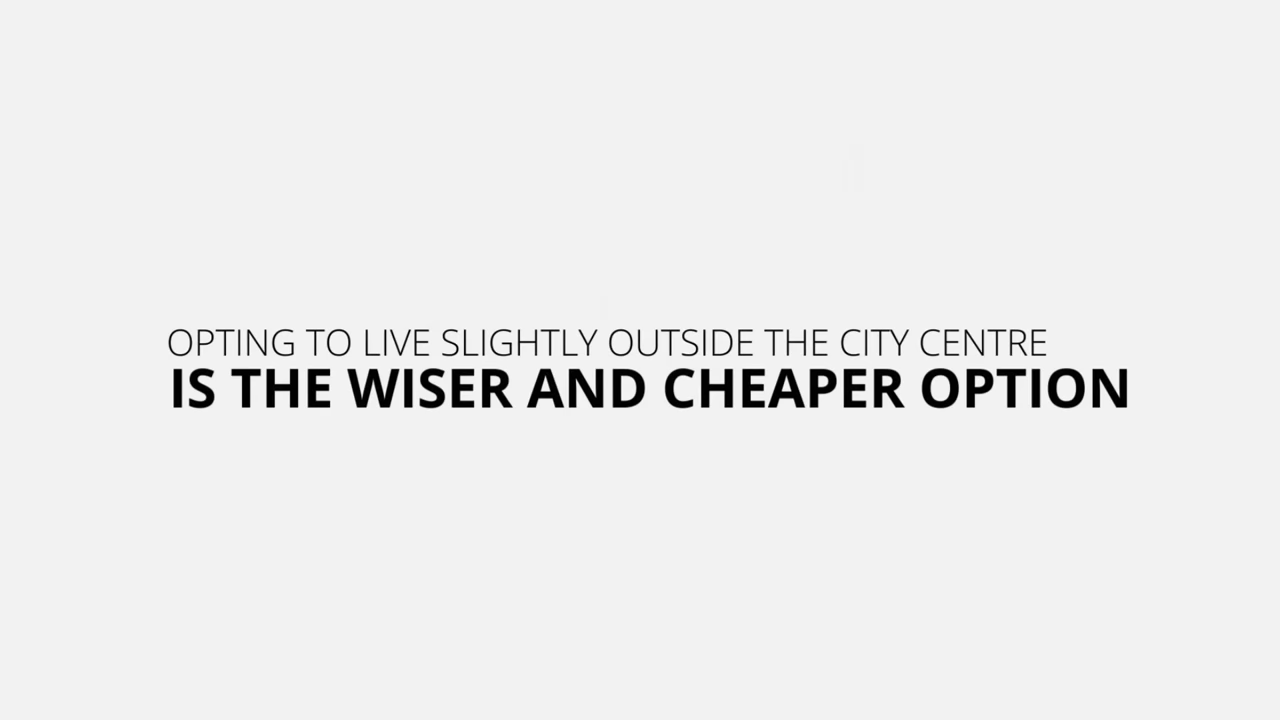 OPTING TO LIVE SLIGHTLY OUTSIDE THE CITY CENTRE
IS THE WISER AND CHEAPER OPTION